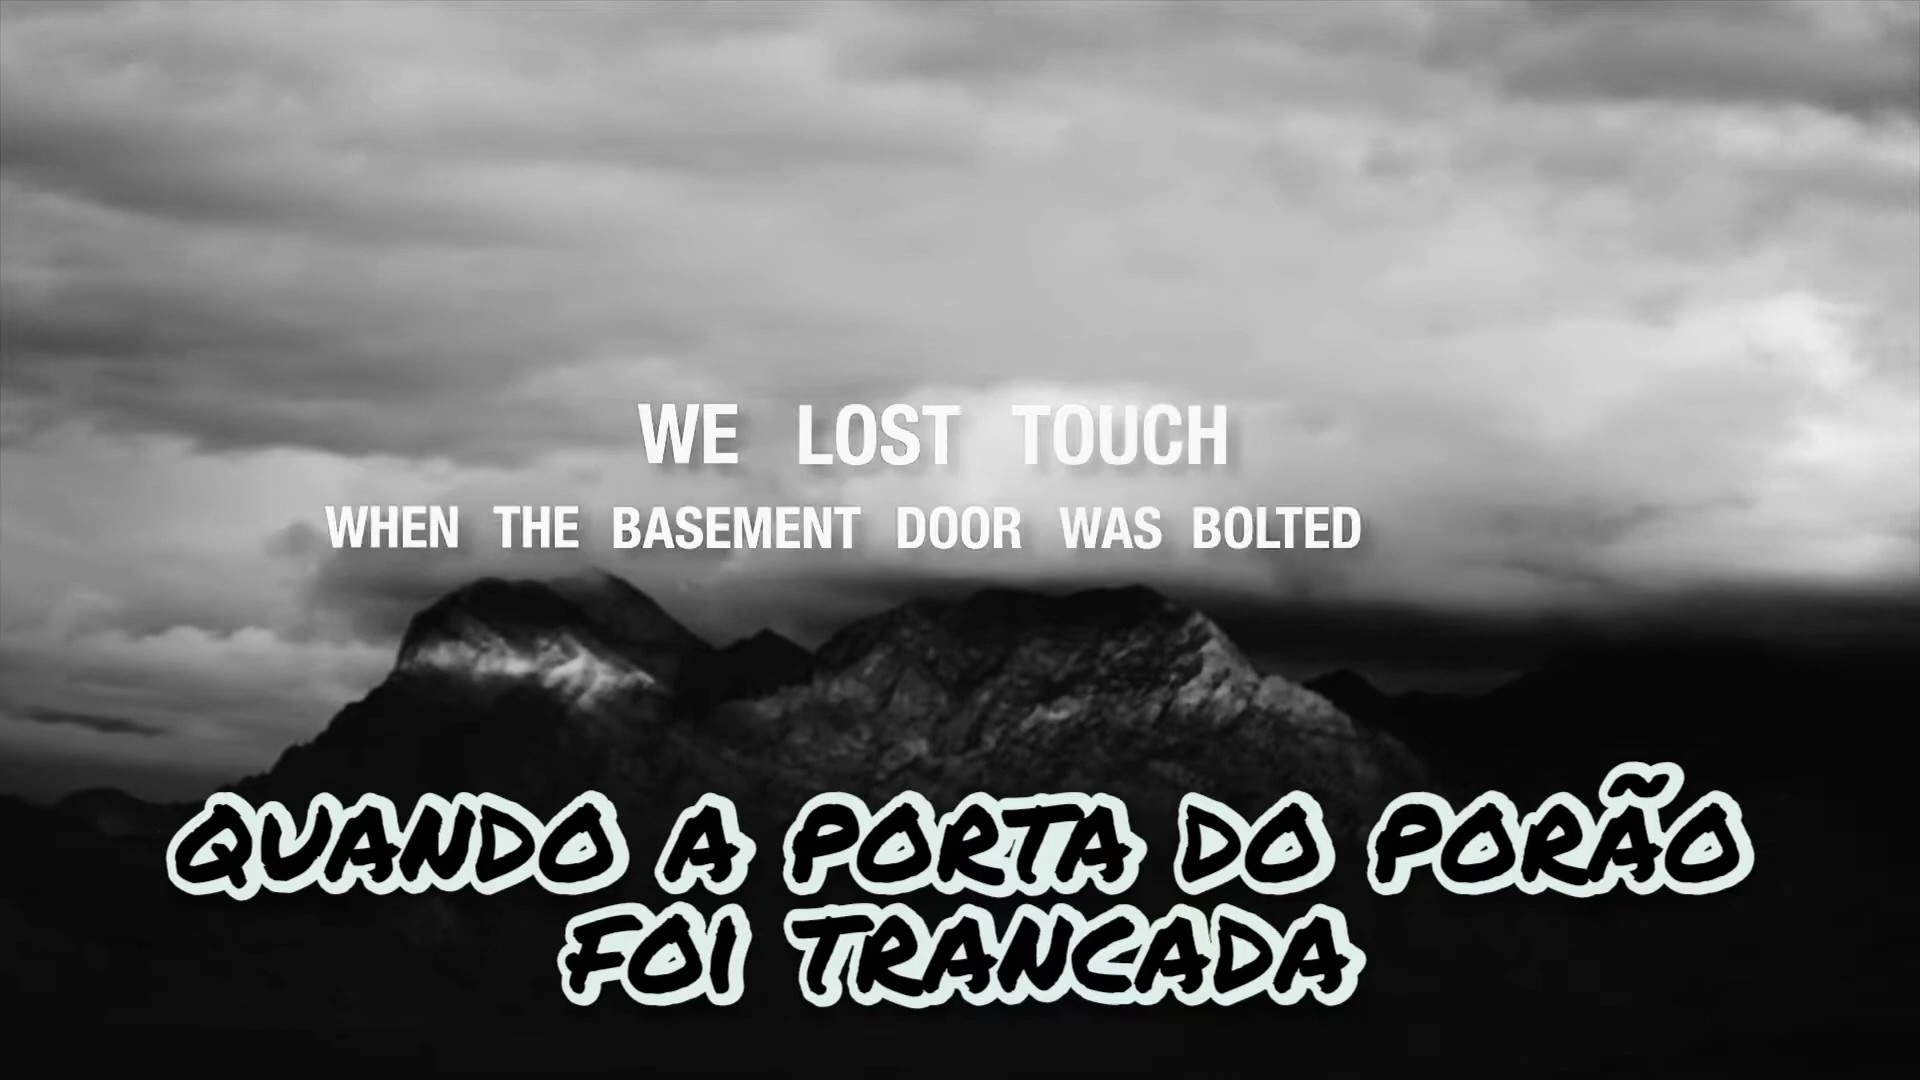 WE LOST TOUCH
WHEN THE BASEMENT DOOR WAS BOLTED
QUANDO A PORTA DO PORÃO
FOI TRANCADA